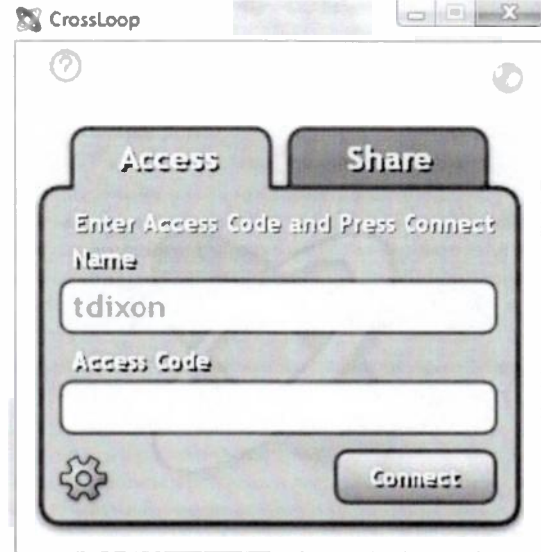 CrossLoop
Access
Share
Enter Access Code and Press Connect
Name
tdixon
Access Code
Connect